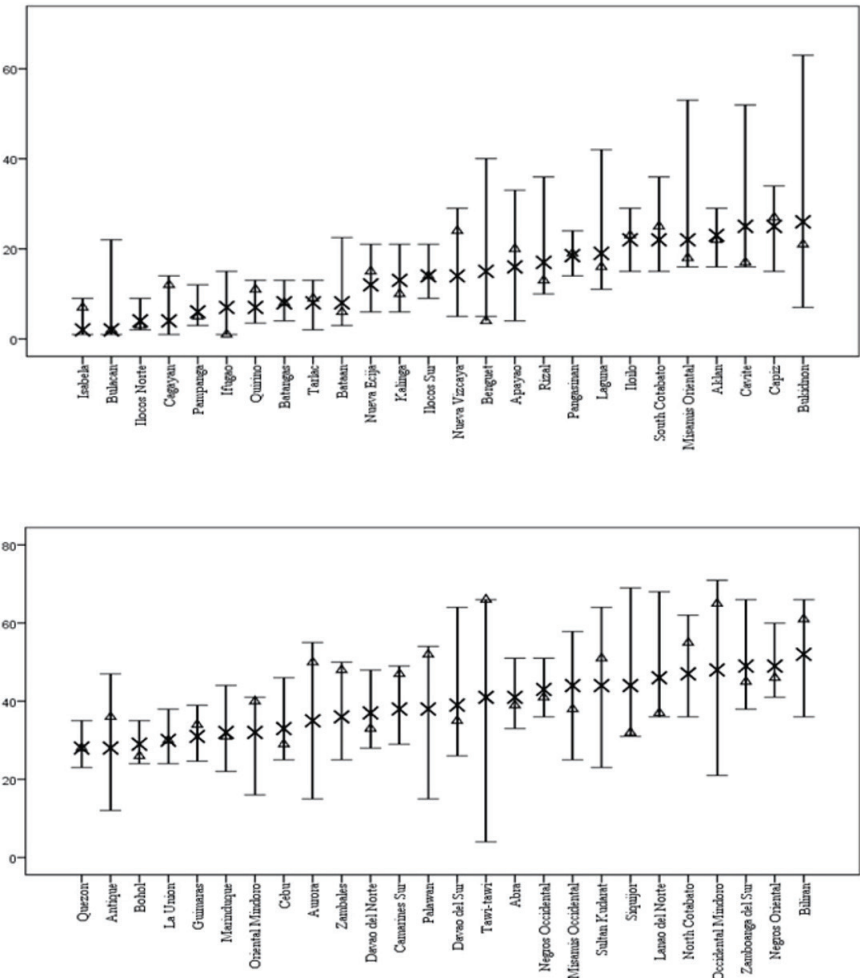 60
40
20
0
Isabela
Bulacan
Ilocos Norte
Cagayan
Pampanga
Ifugao
Quirino
Batangas
Tarlac
Bataan
Nueva Ecija
Kalinga
Ilocos Sur
Nueva Vizcaya
Benguet
Apayao
Rizal
Pangasinan
Laguna
Iloilo
South Cotabato
Misamis Oriental
Aklan
Cavite
Capiz
Bukidnon
80
60
40
20
0
Quezon
Antique
Bohol
La Union
Guimaras
Marinduque
Oriental Mindoro
Cebu
Aurora
Zambales
Davao del Norte
Camarines Sur
Palawan
Davao del Sur
Tawi-tawi
Abra
Negros Occidental
Misamis Occidental
Sultan Kudarat
Siquijor
Lanao del Norte
North Cotabato
Occidental Mindoro
Zamboanga del Sur
Negros Oriental
Biliran